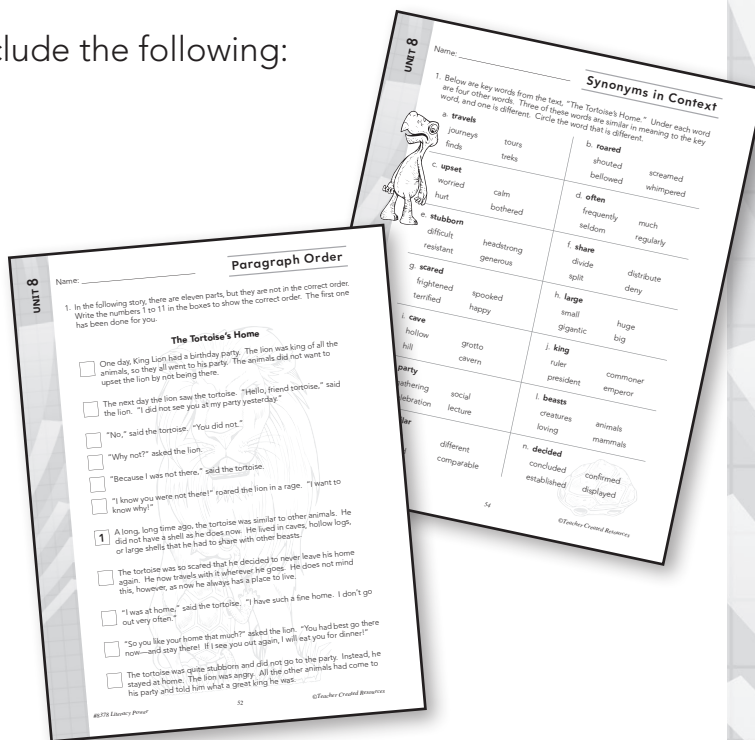 clude the following:
UNIT 8
Name:
Synonyms in Context
1. Below are key words from the text, "The Tortoise's Home." Under each word
are four other words. Three of these words are similar in meaning to the key
word, and one is different. Circle the word that is different.
a. travels
journeys tours
finds treks
b. roared
shouted screamed
bellowed whimpered
c. upset
worried calm
hurt bothered
d. often
frequently much
seldom regularly
e. stubborn
difficult headstrong
resistant generous
f. share
divide distribute
split deny
g. scared
frightened spooked
terrified happy
h. large
small huge
gigantic big
i. cave
hollow grotto
hill cavern
j. king
ruler commoner
president emperor
party
gathering social
lebration lecture
l. beasts
creatures animals
loving mammals
lar
different
comparable
n. decided
concluded confirmed
established displayed
54
©Teacher Created Resources
UNIT 8
Name:
Paragraph Order
1. In the following story, there are eleven parts, but they are not in the correct order.
Write the numbers 1 to 11 in the boxes to show the correct order. The first one
has been done for you.
The Tortoise's Home
One day, King Lion had a birthday party. The lion was king of all the
animals, so they all went to his party. The animals did not want to
upset the lion by not being there.
The next day the lion saw the tortoise. "Hello, friend tortoise," said
the lion. "I did not see you at my party yesterday."
"No," said the tortoise. "You did not."
"Why not?" asked the lion.
"Because I was not there," said the tortoise.
"I know you were not there!" roared the lion in a rage. "I want to
know why!"
1 A long, long time ago, the tortoise was similar to other animals. He
did not have a shell as he does now. He lived in caves, hollow logs,
or large shells that he had to share with other beasts.
The tortoise was so scared that he decided to never leave his home
again. He now travels with it wherever he goes. He does not mind
this, however, as now he always has a place to live.
"I was at home," said the tortoise. "I have such a fine home. I don't go
out very often."
"So you like your home that much?" asked the lion. "You had best go there
now—and stay there! If I see you out again, I will eat you for dinner!"
The tortoise was quite stubborn and did not go to the party. Instead, he
stayed at home. The lion was angry. All the other animals had come to
his party and told him what a great king he was.
#8378 Literacy Power
52
©Teacher Created Resources